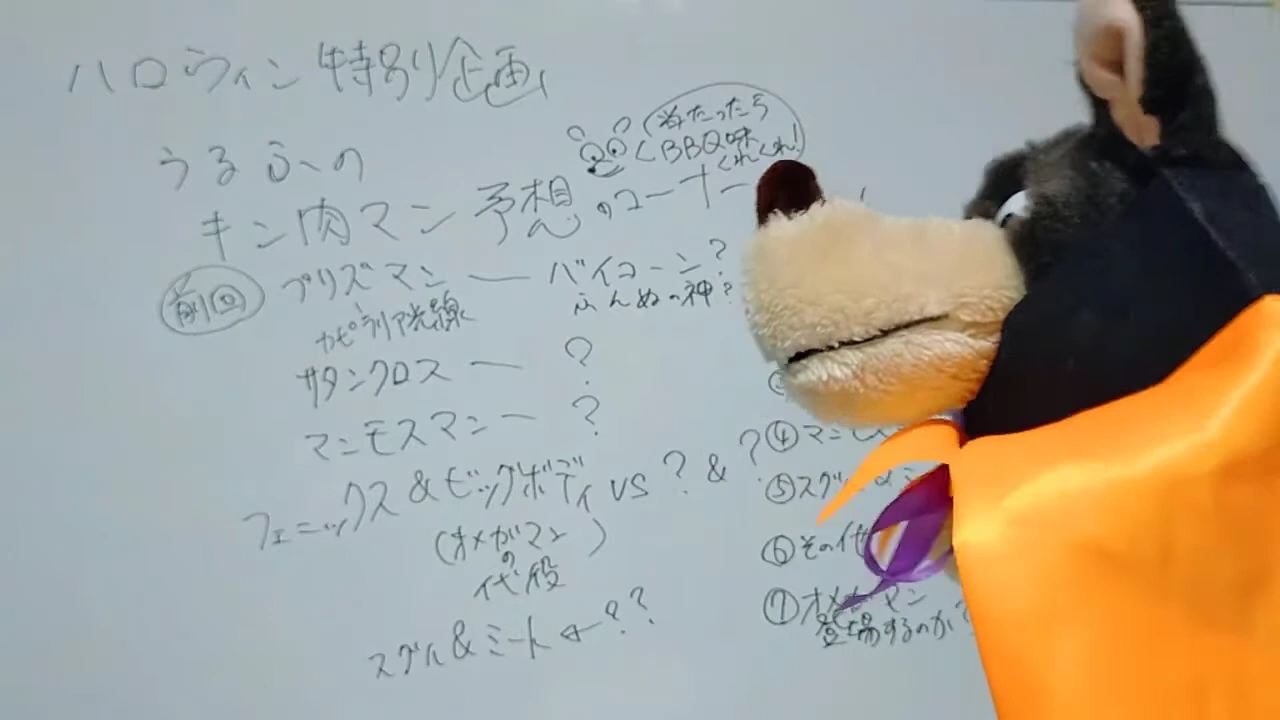 ハロウィン特別企画
うるふの
キン肉マン予想のコーナー
当たったら
BBQ味
くれくれ!
前回 プリズマン ― バイコーン?
カピラリア光線
ふんぬの神?
サタンクロス ― ?
マンモスマン ― ?
フェニックス&ビッグボディ VS ? & ?
(オメガマン)
の
代役
スグル&ミート ← ??
④マンモス
⑤スグル&ミ
⑥その他
⑦オメガマン
登場するのか?